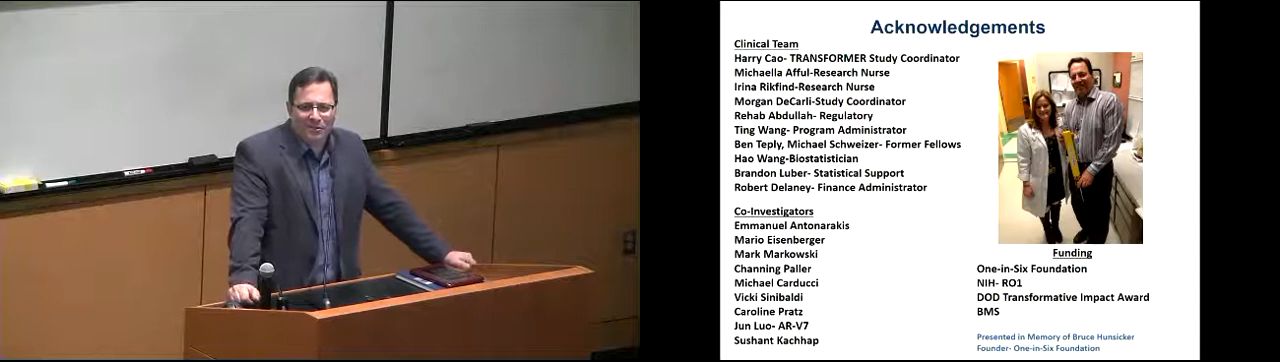 Acknowledgements
Clinical Team
Harry Cao- TRANSFORMER Study Coordinator
Michaella Afful-Research Nurse
Irina Rikfind-Research Nurse
Morgan DeCarli-Study Coordinator
Rehab Abdullah- Regulatory
Ting Wang- Program Administrator
Ben Teply, Michael Schweizer- Former Fellows
Hao Wang-Biostatistician
Brandon Luber- Statistical Support
Robert Delaney- Finance Administrator
Co-Investigators
Emmanuel Antonarakis
Mario Eisenberger
Mark Markowski
Channing Paller
Michael Carducci
Vicki Sinibaldi
Caroline Pratz
Jun Luo- AR-V7
Sushant Kachhap
Funding
One-in-Six Foundation
NIH- RO1
DOD Transformative Impact Award
BMS
Presented in Memory of Bruce Hunsicker
Founder- One-in-Six Foundation